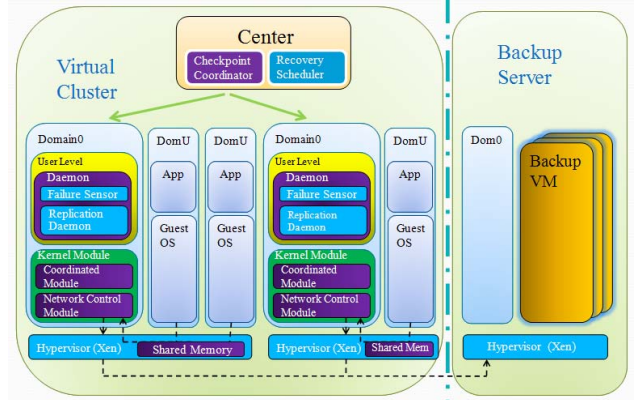 Center
Checkpoint
Coordinator
Recovery
Scheduler
Virtual
Cluster
Backup
Server
Domain0
User Level
Daemon
Failure Sensor
Replication
Daemon
Kernel Module
Coordinated
Module
Network Control
Module
DomU
App
Guest
OS
DomU
App
Guest
OS
Domain0
User Level
Daemon
Failure Sensor
Replication
Daemon
Kernel Module
Coordinated
Module
Network Control
Module
DomU
App
Guest
OS
Dom0
Backup
VM
Hypervisor (Xen)
Shared Memory
Hypervisor (Xen)
Shared Mem
Hypervisor (Xen)